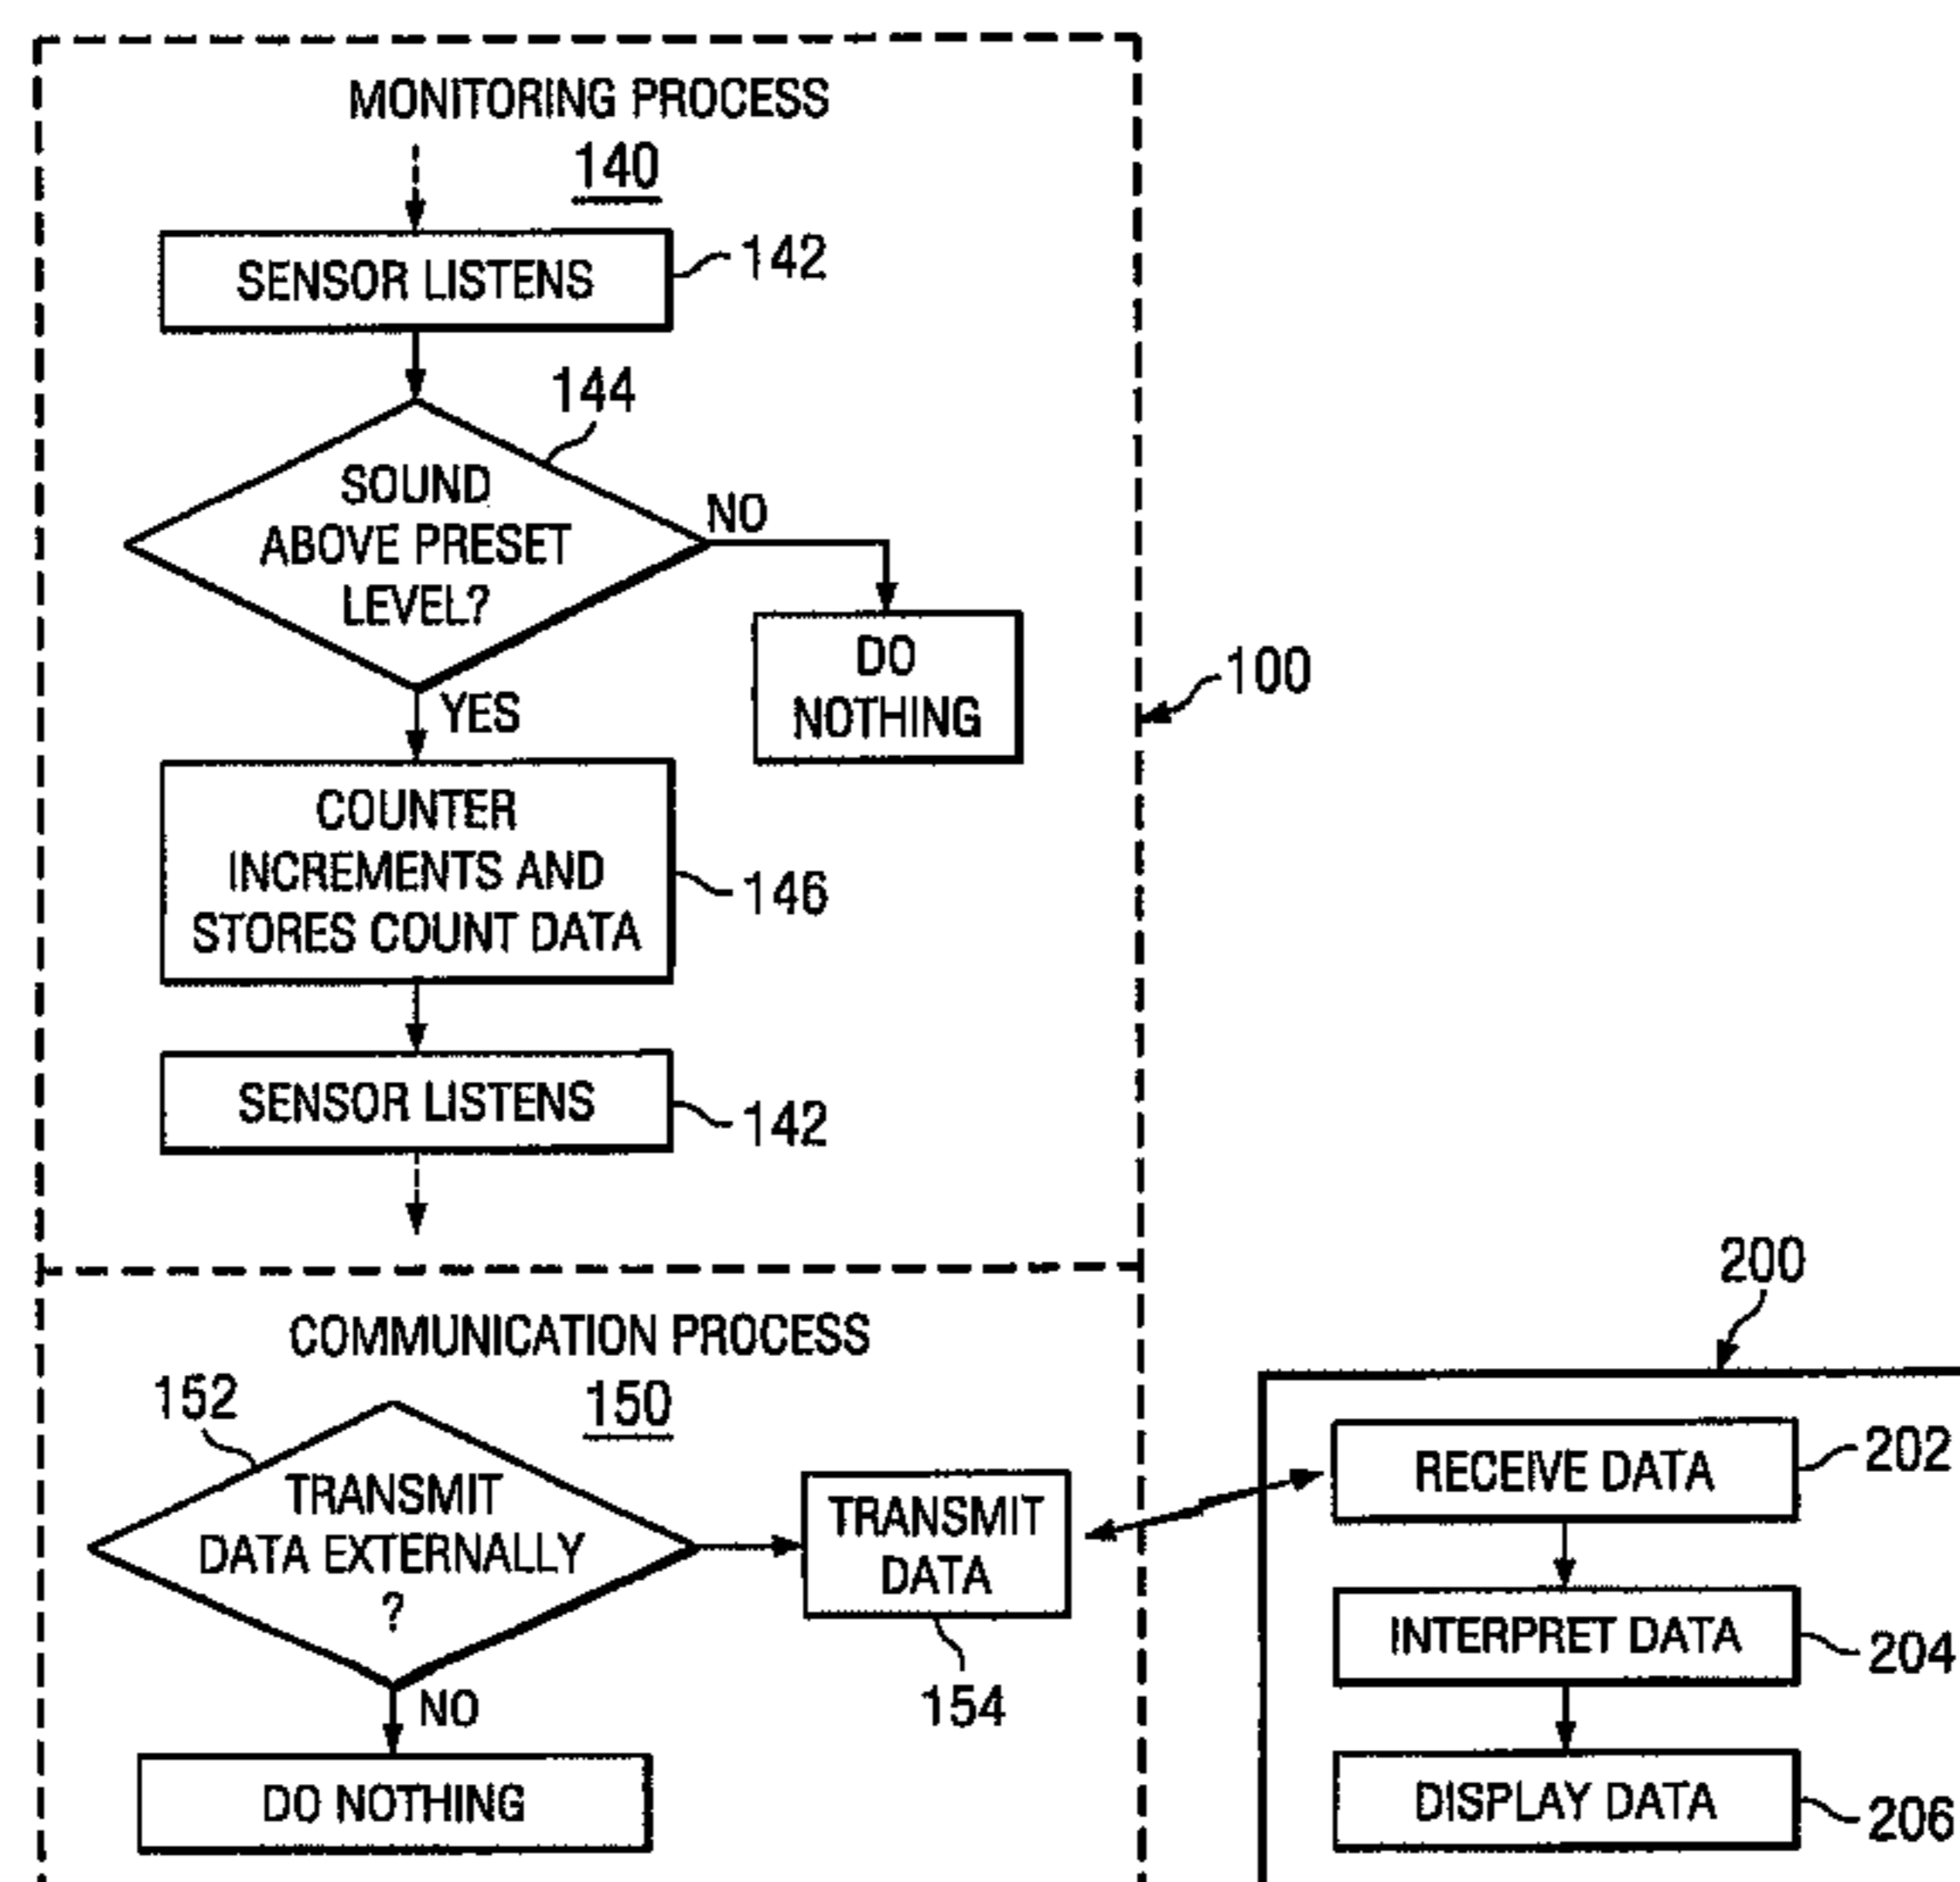 MONITORING PROCESS
140
SENSOR LISTENS
142
144
SOUND
ABOVE PRESET
LEVEL?
NO
DO
NOTHING
100
YES
COUNTER
INCREMENTS AND
STORES COUNT DATA
146
SENSOR LISTENS
142
COMMUNICATION PROCESS
150
152
TRANSMIT
DATA EXTERNALLY
?
TRANSMIT
DATA
154
NO
DO NOTHING
200
RECEIVE DATA
202
INTERPRET DATA
204
DISPLAY DATA
206